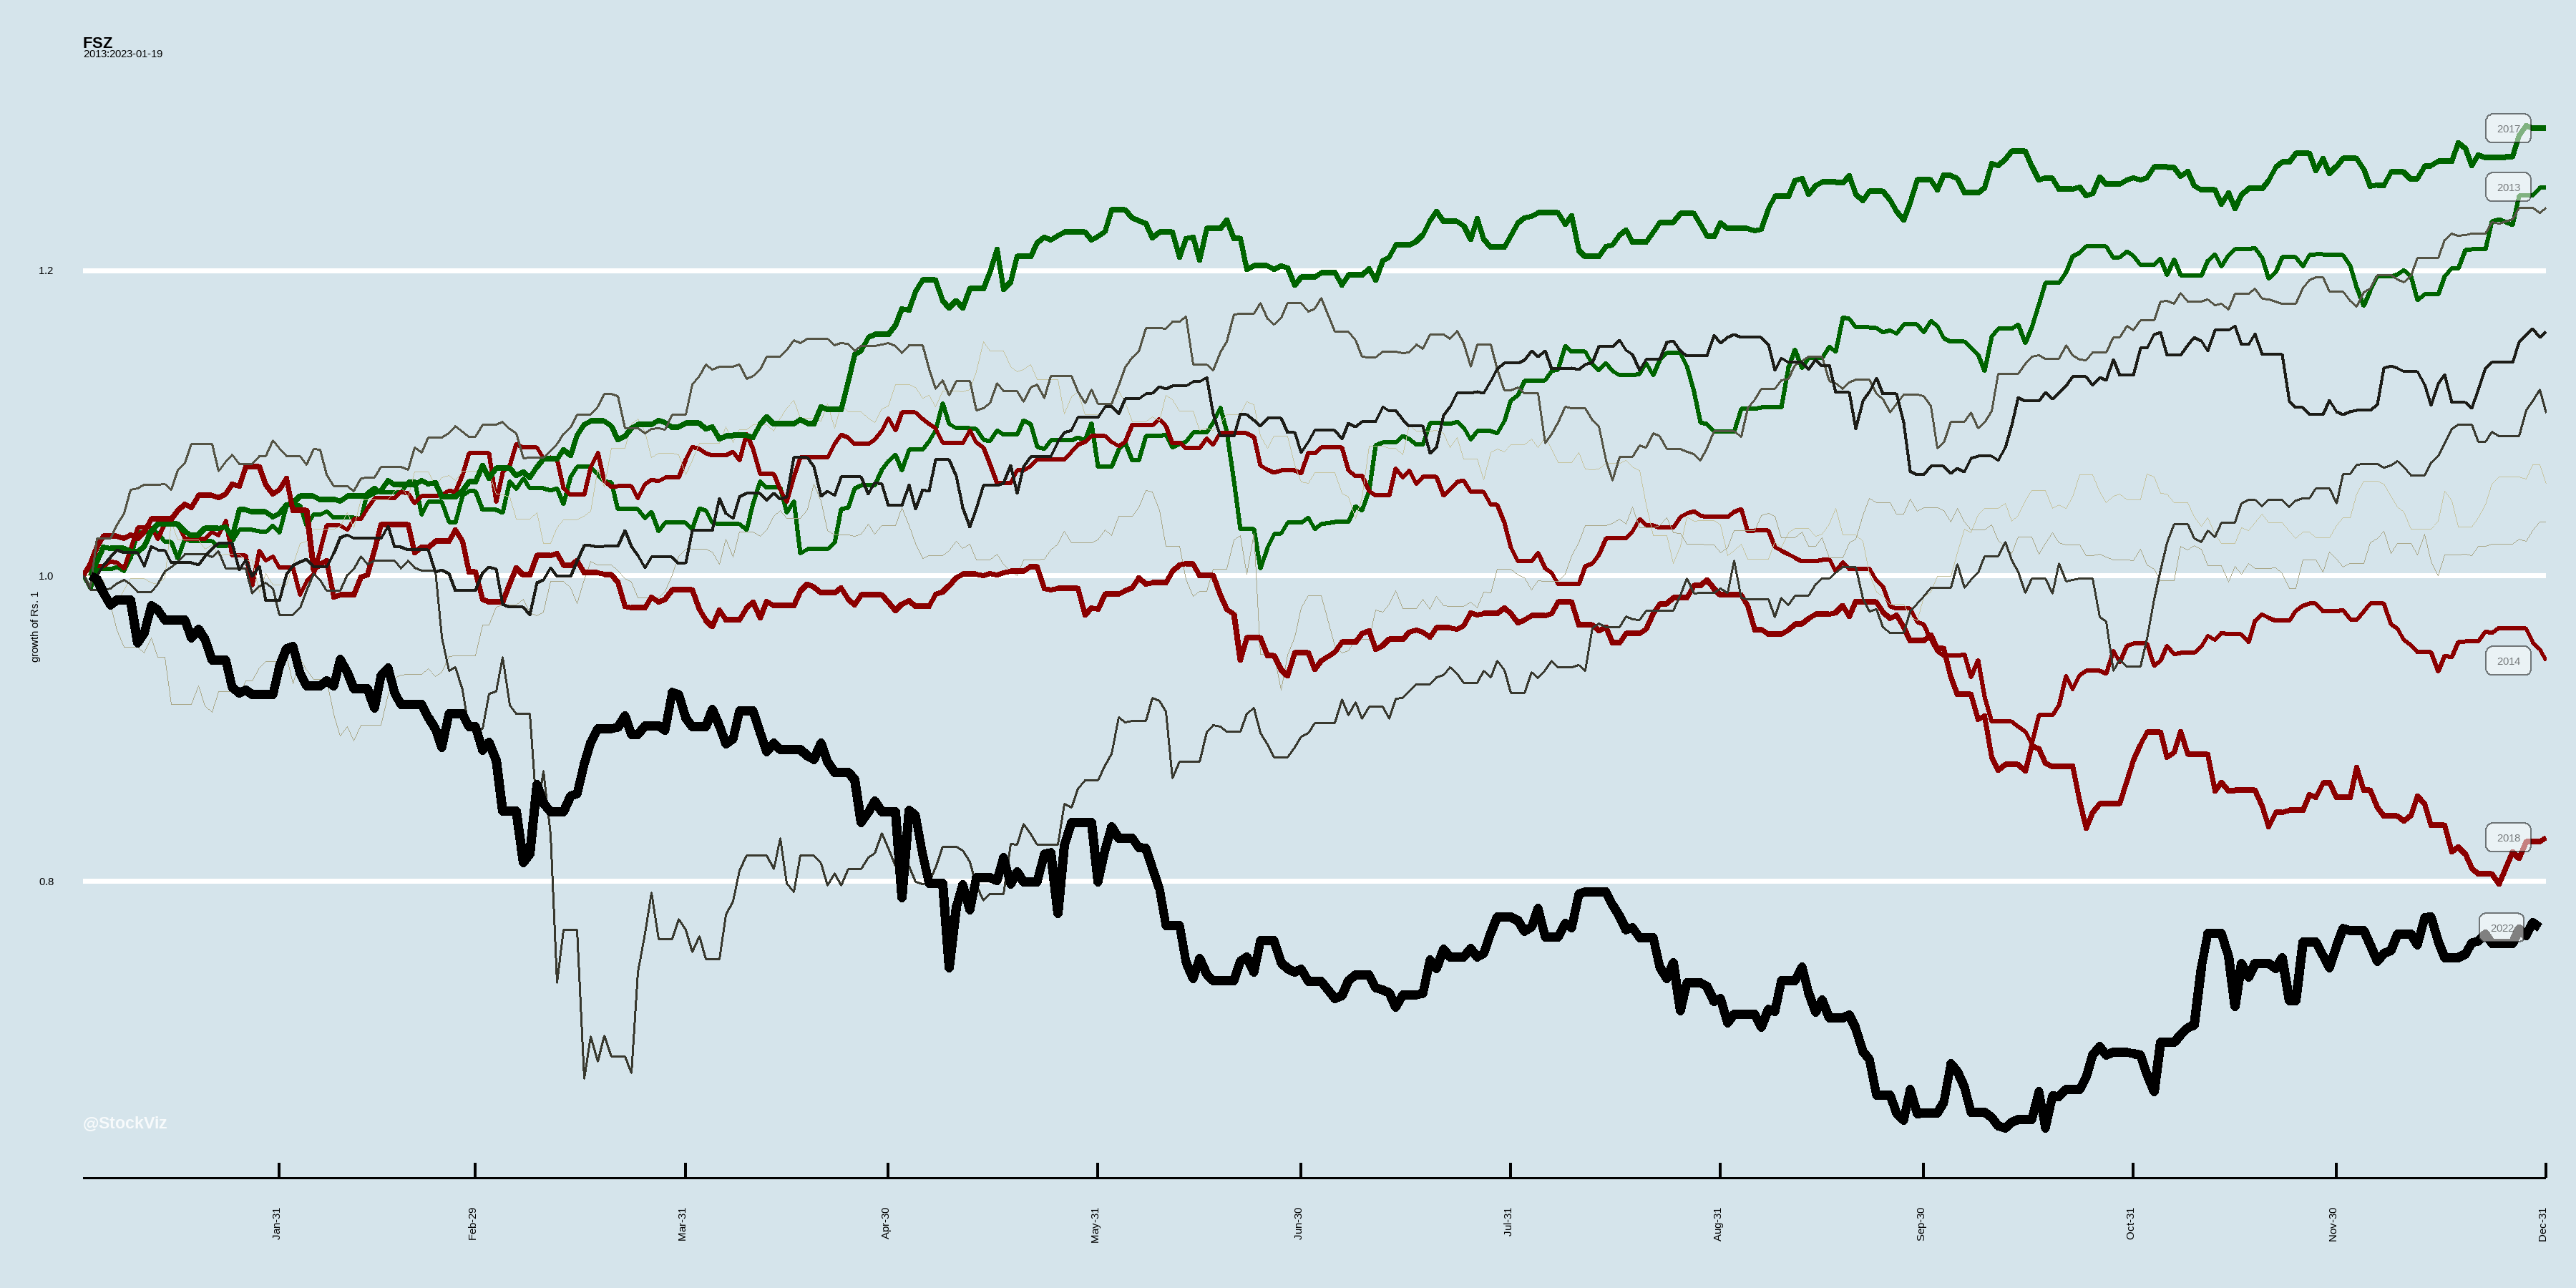 FSZ
2013:2023-01-19
2017
2013
1.2
1.0
growth of Rs. 1
2014
2018
0.8
2022
@StockViz
Jan-31
Feb-29
Mar-31
Apr-30
May-31
Jun-30
Jul-31
Aug-31
Sep-30
Oct-31
Nov-30
Dec-31